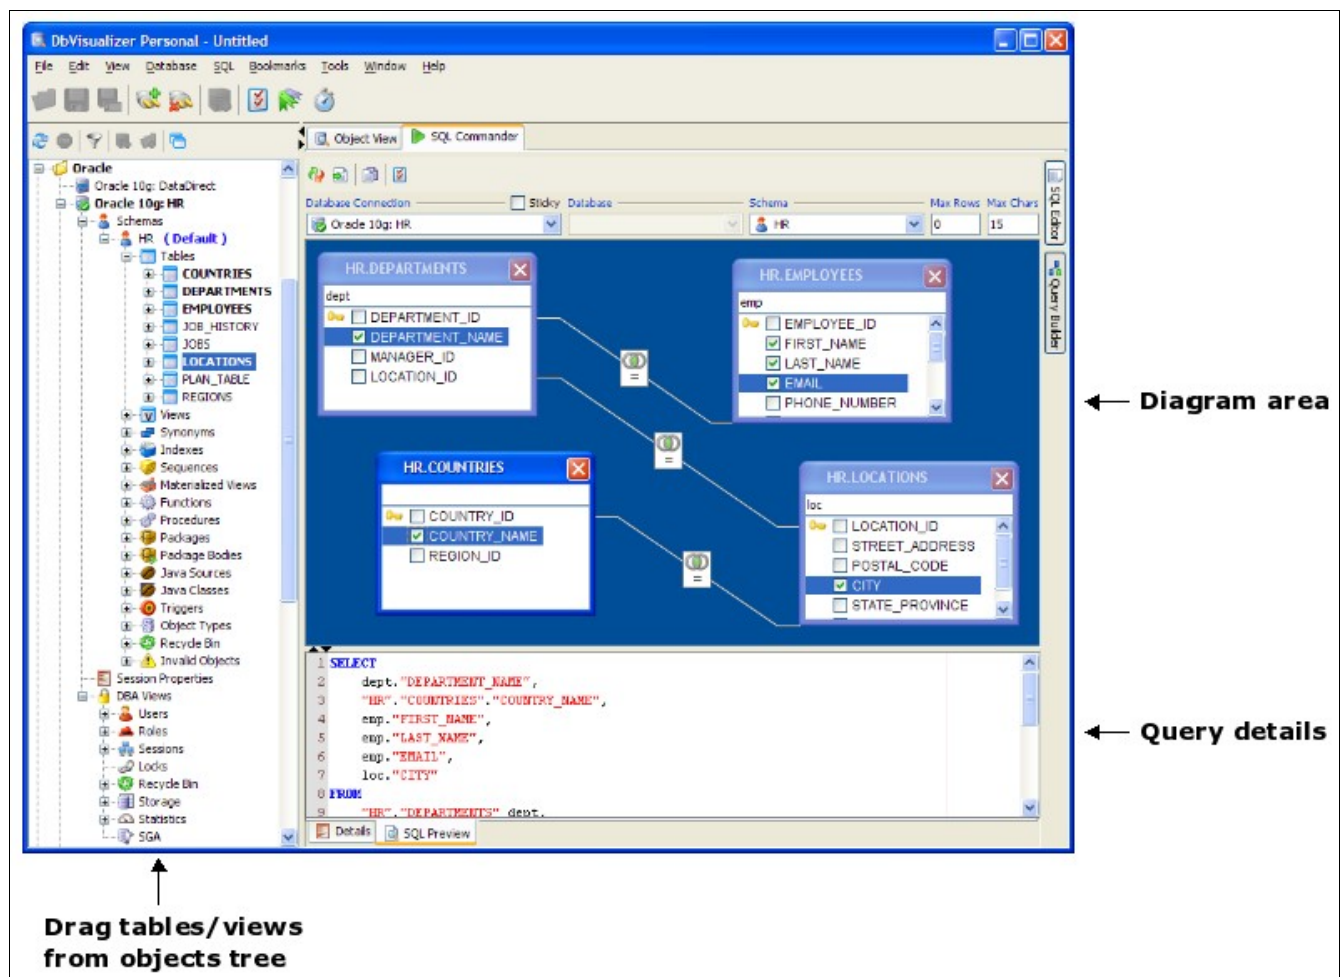 DbVisualizer Personal - Untitled
File Edit View Database SQL Bookmarks Tools Window Help
Object View SQL Commander
Oracle
Oracle 10g: DataDirect
Oracle 10g: HR
Schemas
HR (Default)
Tables
COUNTRIES
DEPARTMENTS
EMPLOYEES
JOB_HISTORY
JOBS
LOCATIONS
PLAN_TABLE
REGIONS
Views
Synonyms
Indexes
Sequences
Materialized Views
Functions
Procedures
Packages
Package Bodies
Java Sources
Java Classes
Triggers
Object Types
Recycle Bin
Invalid Objects
Session Properties
DBA Views
Users
Roles
Sessions
Locks
Recycle Bin
Storage
Statistics
SGA
Database Connection Sticky Database Schema Max Rows Max Chars
Oracle 10g: HR HR 0 15
SQL Editor
Query Builder
HR.DEPARTMENTS
dept
DEPARTMENT_ID
DEPARTMENT_NAME
MANAGER_ID
LOCATION_ID
HR.EMPLOYEES
emp
EMPLOYEE_ID
FIRST_NAME
LAST_NAME
EMAIL
PHONE_NUMBER
=
=
=
HR.COUNTRIES
COUNTRY_ID
COUNTRY_NAME
REGION_ID
HR.LOCATIONS
loc
LOCATION_ID
STREET_ADDRESS
POSTAL_CODE
CITY
STATE_PROVINCE
1 SELECT
2 dept."DEPARTMENT_NAME",
3 "HR"."COUNTRIES"."COUNTRY_NAME",
4 emp."FIRST_NAME",
5 emp."LAST_NAME",
6 emp."EMAIL",
7 loc."CITY"
8 FROM
9 "HR"."DEPARTMENTS" dept,
Details SQL Preview
Diagram area
Query details
Drag tables/views
from objects tree